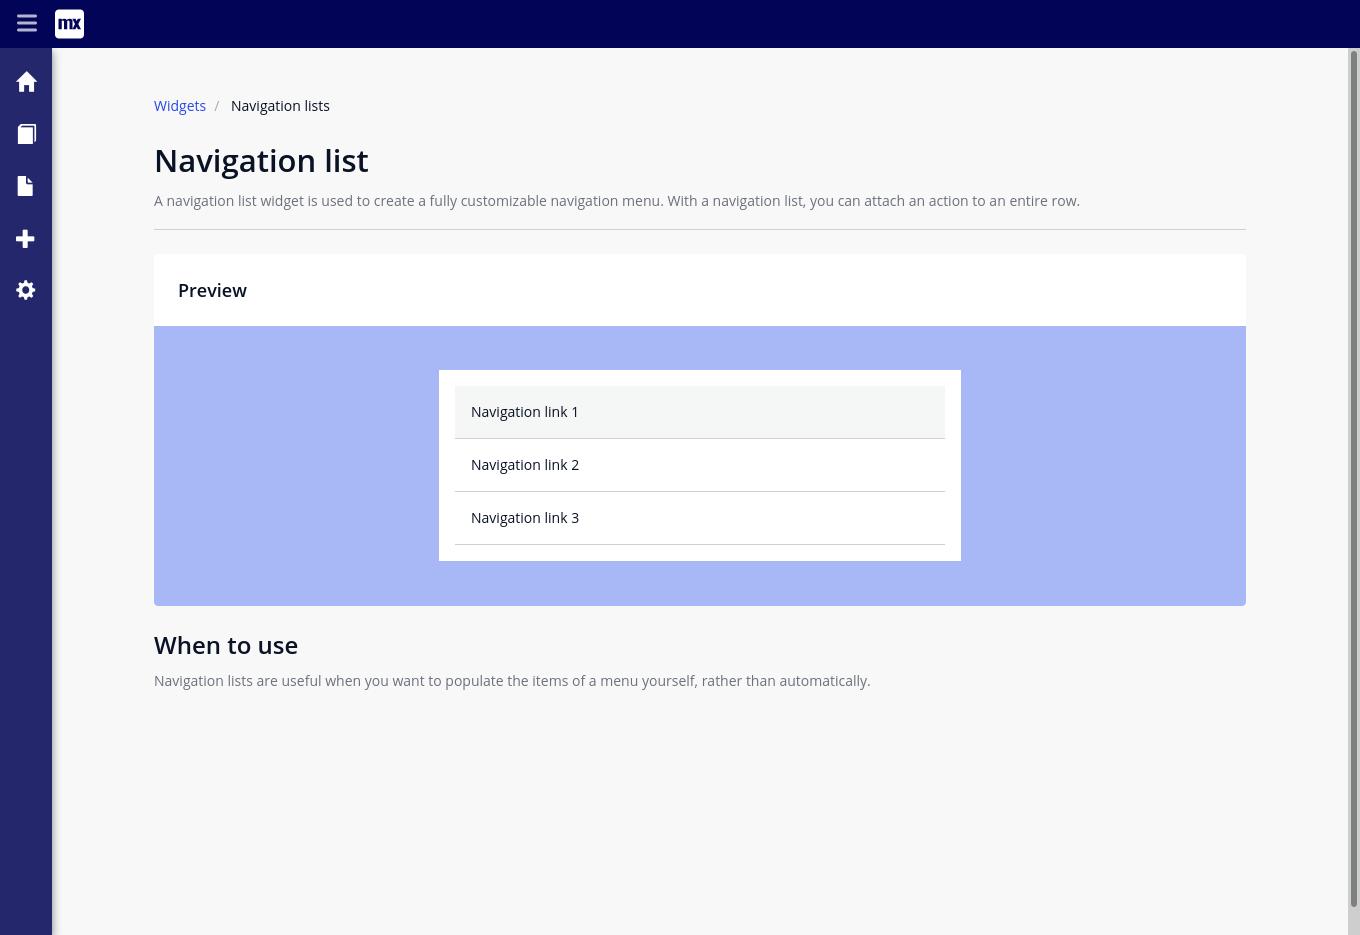 mx
Widgets / Navigation lists
Navigation list
A navigation list widget is used to create a fully customizable navigation menu. With a navigation list, you can attach an action to an entire row.
Preview
Navigation link 1
Navigation link 2
Navigation link 3
When to use
Navigation lists are useful when you want to populate the items of a menu yourself, rather than automatically.